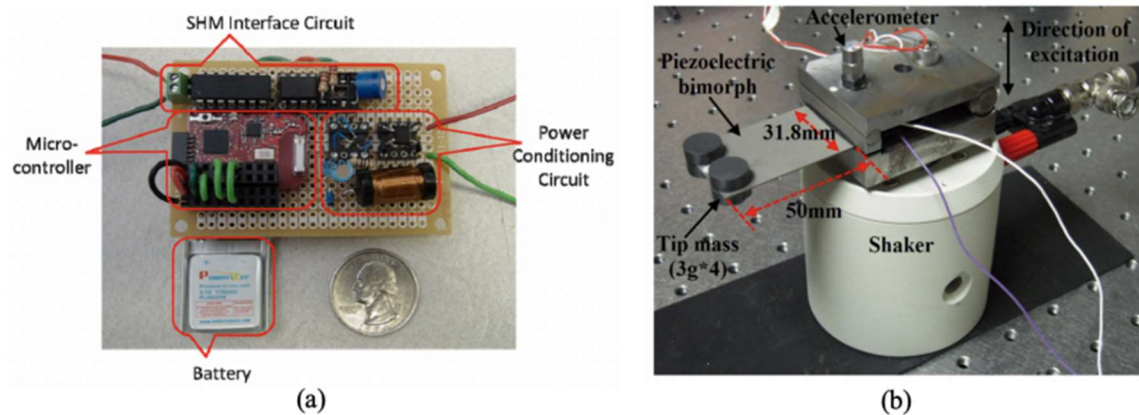 SHM Interface Circuit
Micro-
controller
Power
Conditioning
Circuit
Battery
(a)
Accelerometer
Direction of
excitation
Piezoelectric
bimorph
31.8mm
50mm
Tip mass
(3g*4)
Shaker
(b)